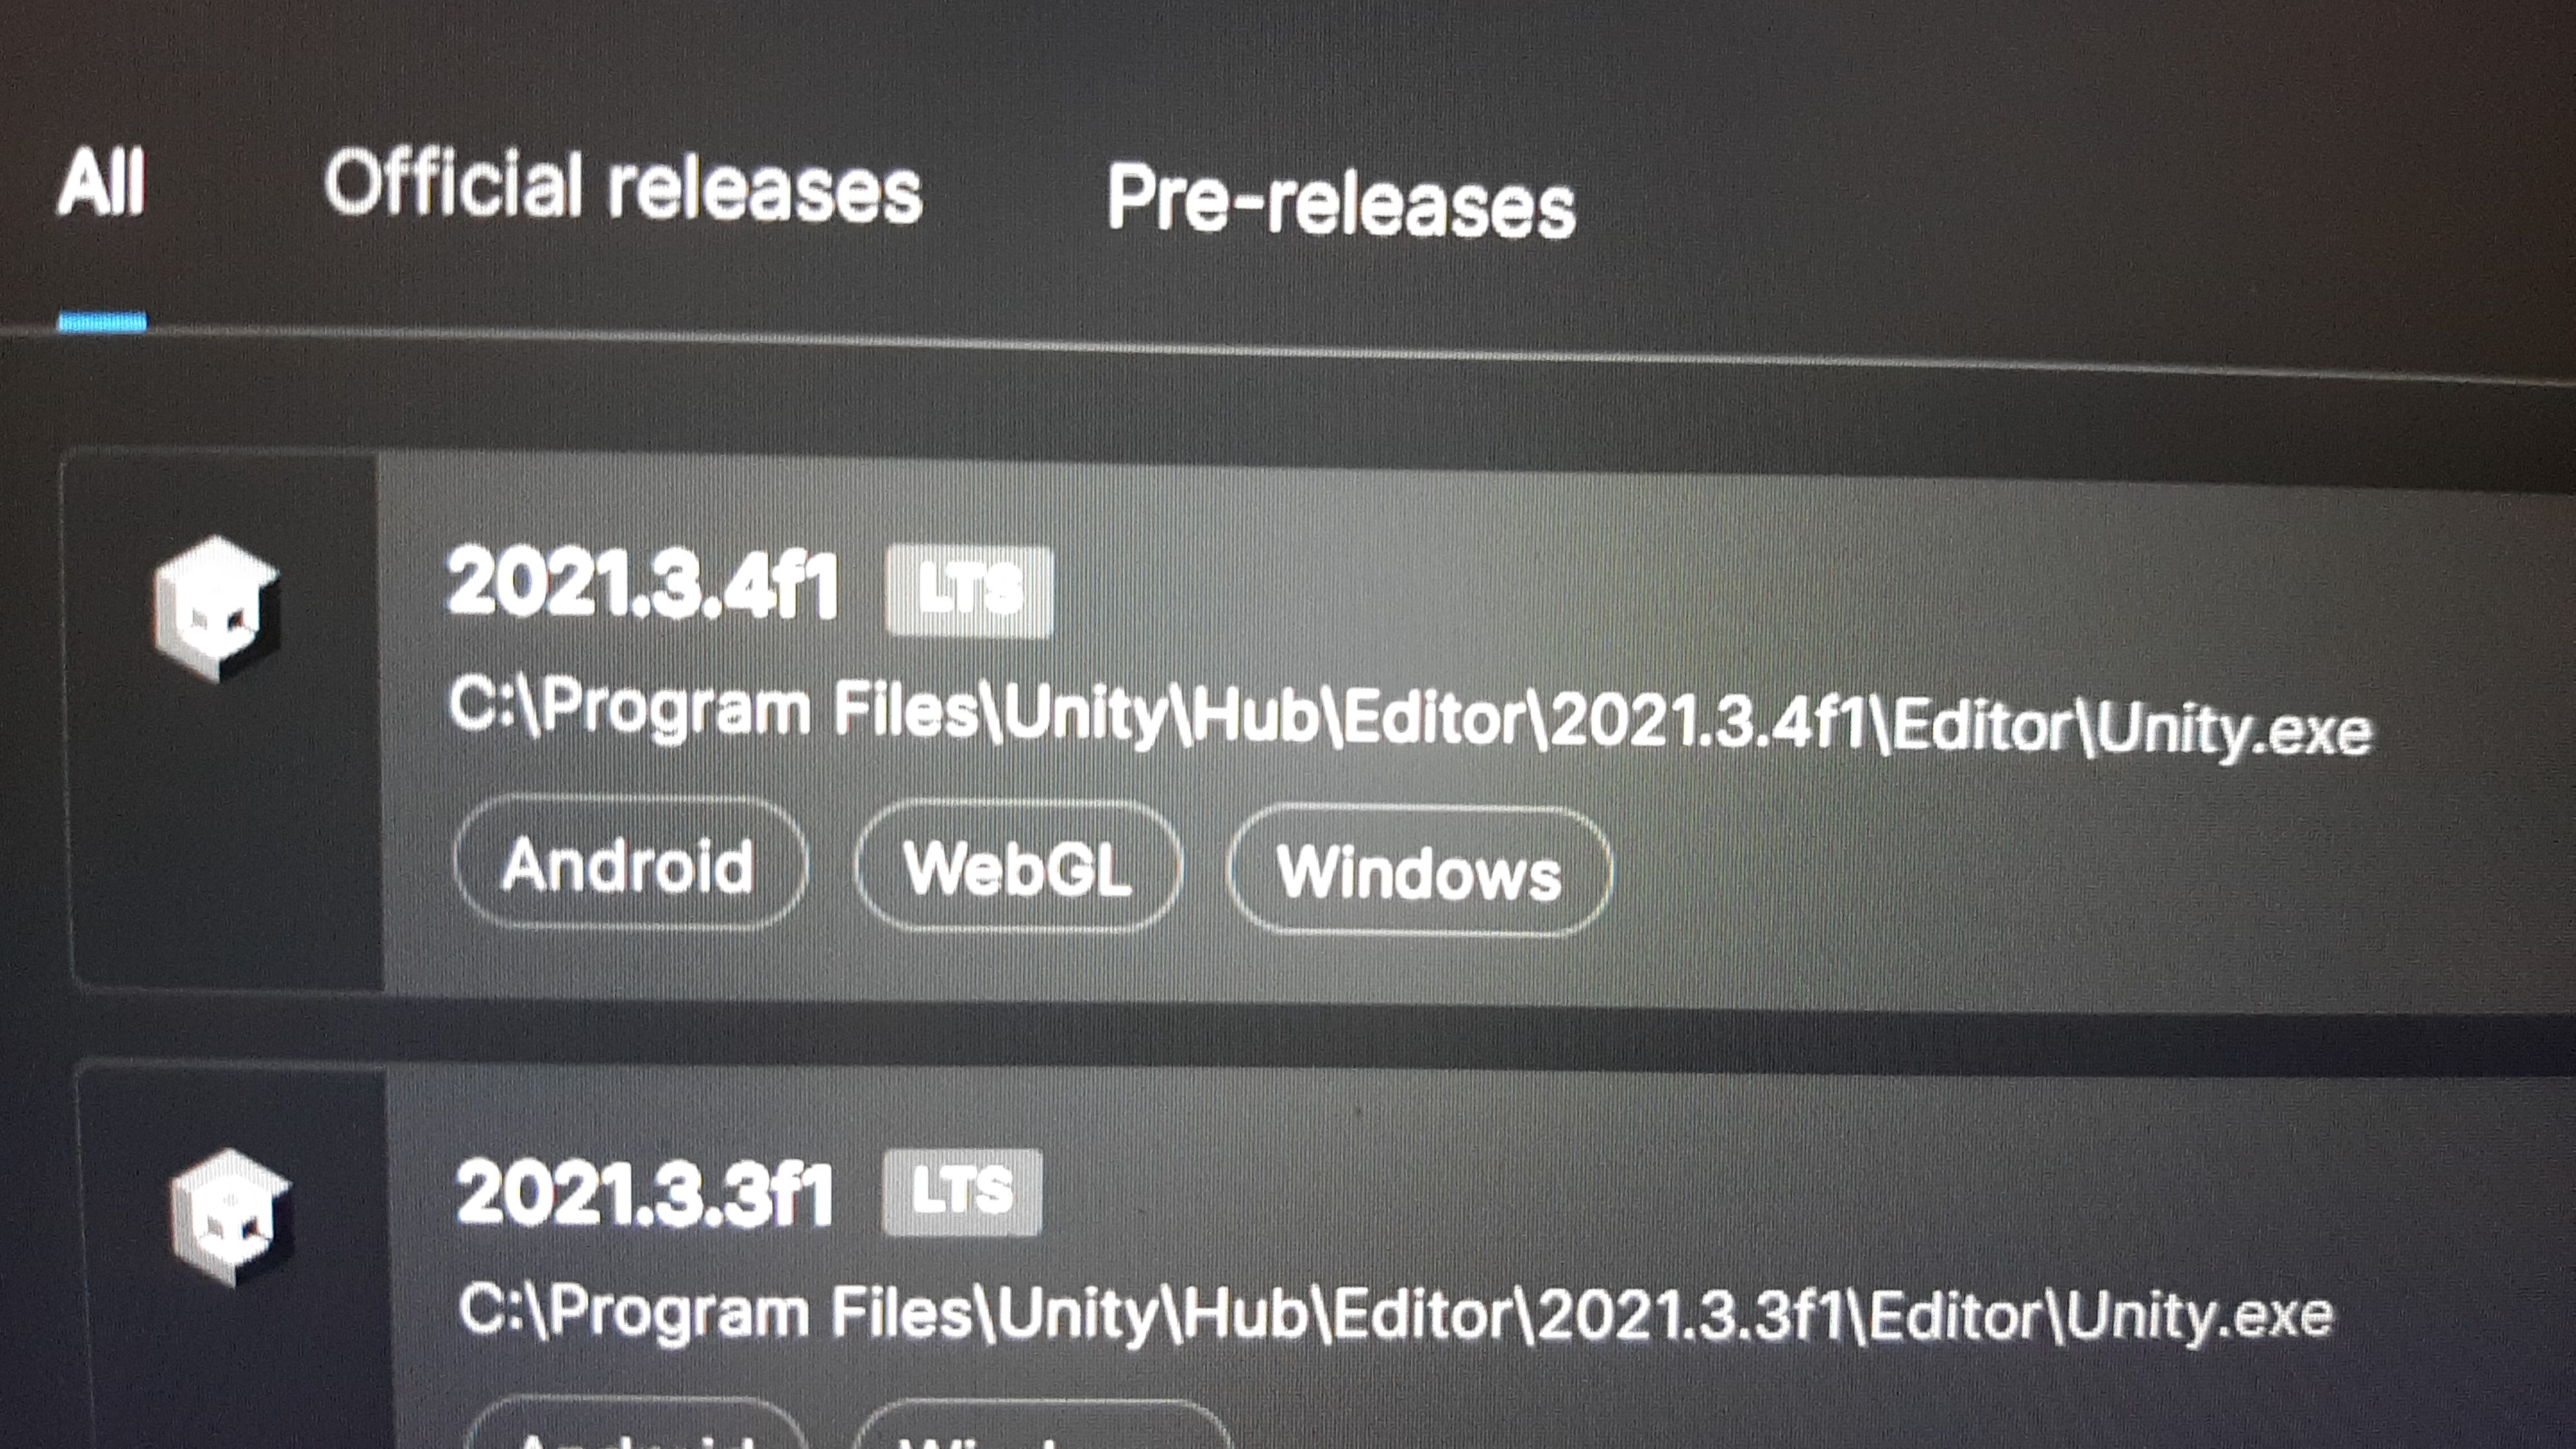 All Official releases Pre-releases
2021.3.4f1 LTS
C:\Program Files\Unity\Hub\Editor\2021.3.4f1\Editor\Unity.exe
Android WebGL Windows
2021.3.3f1 LTS
C:\Program Files\Unity\Hub\Editor\2021.3.3f1\Editor\Unity.exe